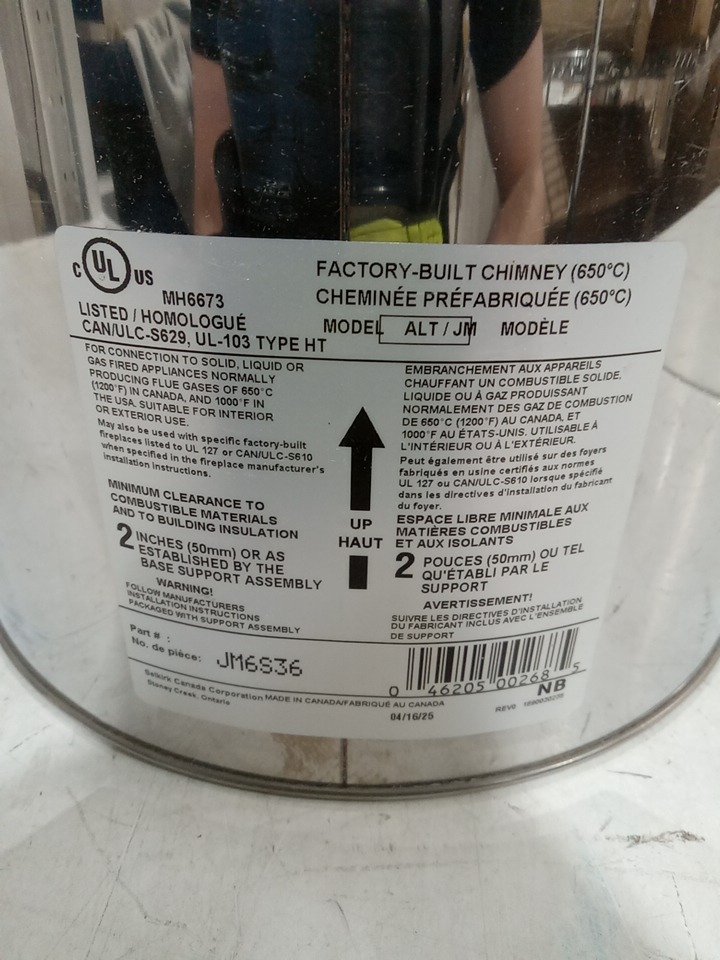 C UL US
MH6673
LISTED / HOMOLOGUÉ
CAN/ULC-S629, UL-103 TYPE HT
FACTORY-BUILT CHIMNEY (650°C)
CHEMINÉE PRÉFABRIQUÉE (650°C)
MODEL ALT / JM MODÈLE
FOR CONNECTION TO SOLID, LIQUID OR
GAS FIRED APPLIANCES NORMALLY
PRODUCING FLUE GASES OF 650°C
(1200°F) IN CANADA, AND 1000°F IN
THE USA. SUITABLE FOR INTERIOR
OR EXTERIOR USE.
May also be used with specific factory-built
fireplaces listed to UL 127 or CAN/ULC-S610
when specified in the fireplace manufacturer's
installation instructions.
MINIMUM CLEARANCE TO
COMBUSTIBLE MATERIALS
AND TO BUILDING INSULATION
2 INCHES (50mm) OR AS
ESTABLISHED BY THE
BASE SUPPORT ASSEMBLY
WARNING!
FOLLOW MANUFACTURERS
INSTALLATION INSTRUCTIONS
PACKAGED WITH SUPPORT ASSEMBLY
UP
HAUT
EMBRANCHEMENT AUX APPAREILS
CHAUFFANT UN COMBUSTIBLE SOLIDE,
LIQUIDE OU À GAZ PRODUISSANT
NORMALEMENT DES GAZ DE COMBUSTION
DE 650°C (1200°F) AU CANADA, ET
1000°F AU ÉTATS-UNIS. UTILISABLE À
L'INTÉRIEUR OU À L'EXTÉRIEUR.
Peut également être utilisé sur des foyers
fabriqués en usine certifiés aux normes
UL 127 ou CAN/ULC-S610 lorsque spécifié
dans les directives d'installation du fabricant
du foyer.
ESPACE LIBRE MINIMALE AUX
MATIÈRES COMBUSTIBLES
ET AUX ISOLANTS
2 POUCES (50mm) OU TEL
QU'ÉTABLI PAR LE
SUPPORT
AVERTISSEMENT!
SUIVRE LES DIRECTIVES D'INSTALLATION
DU FABRICANT INCLUS AVEC L'ENSEMBLE
DE SUPPORT
Part # :
No. de pièce: JM6S36
0 46205 00268 5
NB
Selkirk Canada Corporation MADE IN CANADA/FABRIQUÉ AU CANADA
Stoney Creek, Ontario
04/16/25
REV0